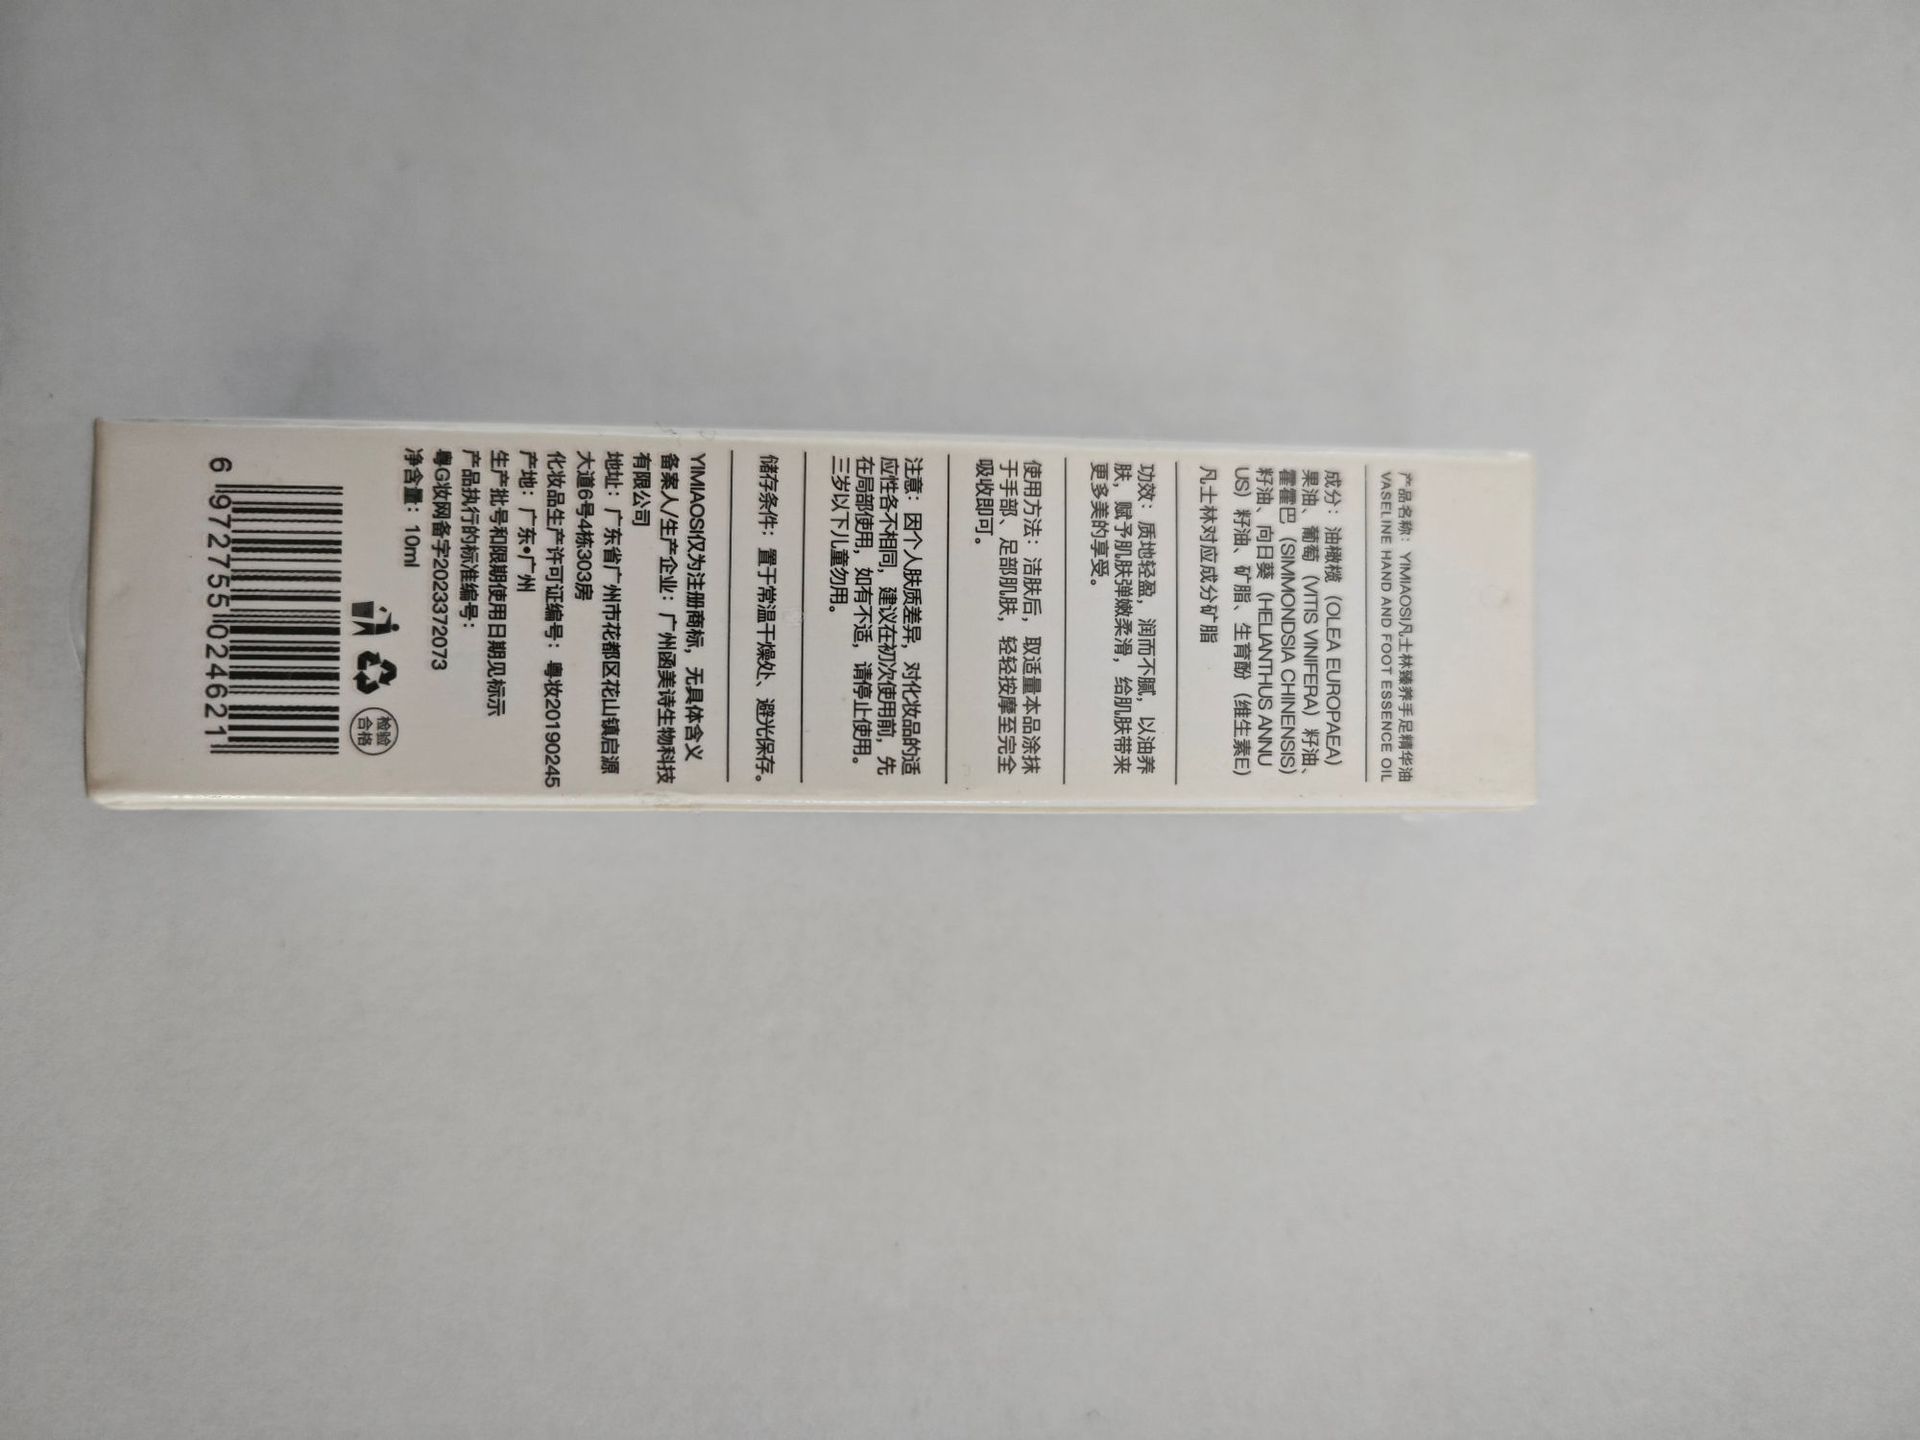 产品名称：YIMIAOSI凡士林臻养手足精华油
VASELINE HAND AND FOOT ESSENCE OIL
成分：油橄榄（OLEA EUROPAEA）
果油、葡萄（VITIS VINIFERA）籽油、
霍霍巴（SIMMONDSIA CHINENSIS）
籽油、向日葵（HELIANTHUS ANNU
US）籽油、矿脂、生育酚（维生素E）
凡士林对应成分矿脂
功效：质地轻盈，润而不腻，以油养
肤，赋予肌肤弹嫩柔滑，给肌肤带来
更多美的享受。
使用方法：洁肤后，取适量本品涂抹
于手部、足部肌肤，轻轻按摩至完全
吸收即可。
注意：因个人肤质差异，对化妆品的适
应性各不相同，建议在初次使用前，先
在局部使用，如有不适，请停止使用。
三岁以下儿童勿用。
储存条件：置于常温干燥处、避光保存。
YIMIAOSI仅为注册商标，无具体含义
备案人/生产企业：广州函美诗生物科技
有限公司
地址：广东省广州市花都区花山镇启源
大道6号4栋303房
化妆品生产许可证编号：粤妆20190245
产地：广东•广州
生产批号和限期使用日期见标示
产品执行的标准编号：
粤G妆网备字2023372073
净含量：10ml
检验
合格
6 972755 024621